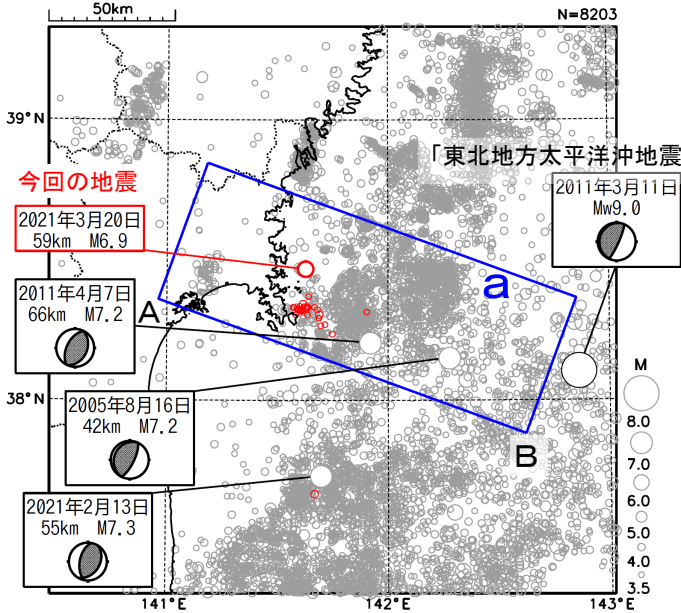 50km
N=8203
39°N
「東北地方太平洋沖地震
2011年3月11日
Mw9.0
今回の地震
2021年3月20日
59km M6.9
a
2011年4月7日
66km M7.2
A
38°
M
2005年8月16日
42km M7.2
B
2021年2月13日
55km M7.3
8.0
7.0
6.0
5.0
4.0
3.5
141°E
142°E
143°E